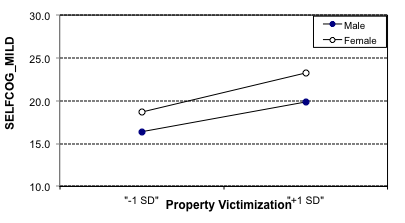 30.0
25.0
20.0
15.0
10.0
SELFCOG_MILD
Male
Female
"-1 SD"
Property Victimization
"+1 SD"